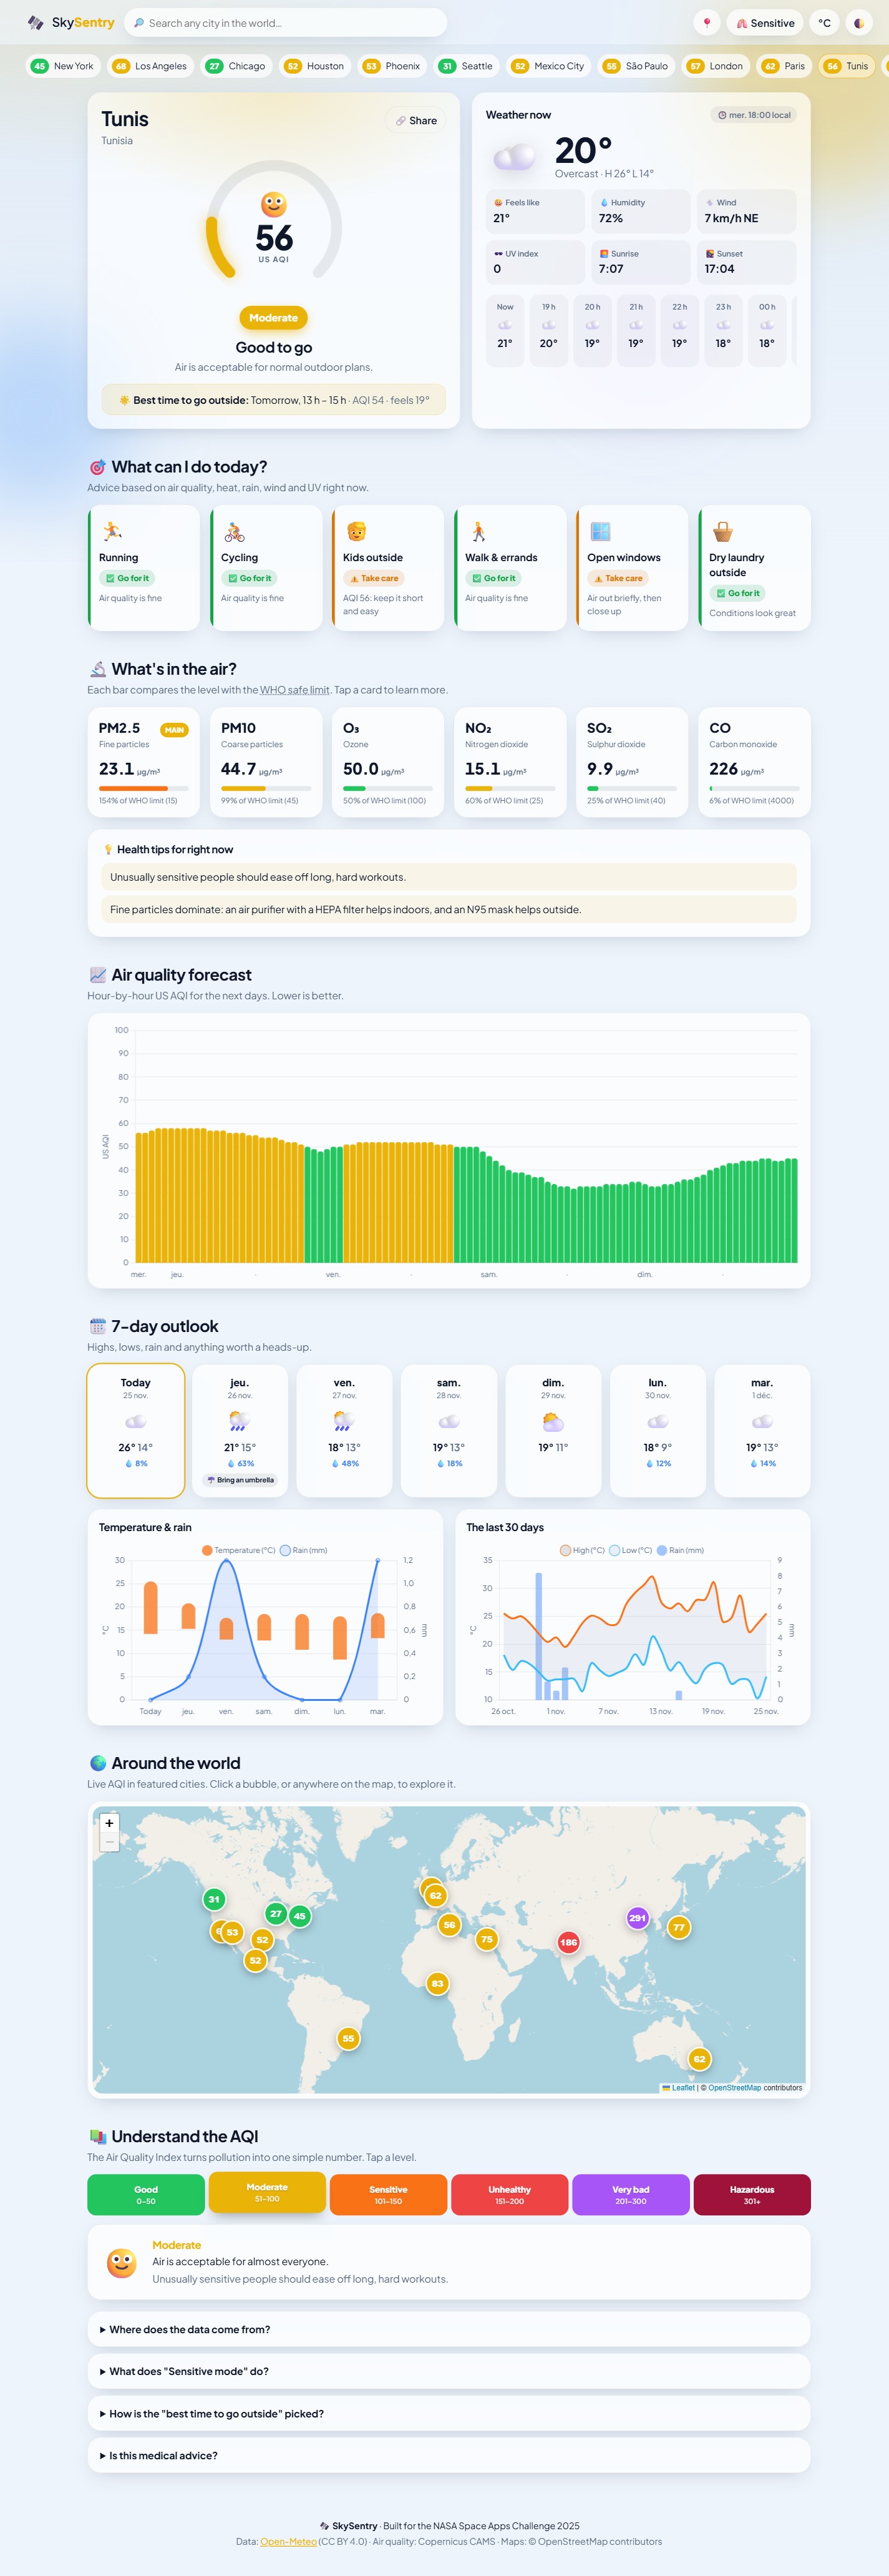 SkySentry
Search any city in the world...
Sensitive
°C
45 New York
68 Los Angeles
27 Chicago
52 Houston
53 Phoenix
31 Seattle
52 Mexico City
55 São Paulo
57 London
62 Paris
56 Tunis
Tunis
Tunisia
Share
56
US AQI
Moderate
Good to go
Air is acceptable for normal outdoor plans.
Best time to go outside: Tomorrow, 13 h – 15 h · AQI 54 · feels 19°
Weather now
mer. 18:00 local
20°
Overcast · H 26° L 14°
Feels like
21°
Humidity
72%
Wind
7 km/h NE
UV index
0
Sunrise
7:07
Sunset
17:04
Now 19 h 20 h 21 h 22 h 23 h 00 h
21° 20° 19° 19° 19° 18° 18°
What can I do today?
Advice based on air quality, heat, rain, wind and UV right now.
Running
Go for it
Air quality is fine
Cycling
Go for it
Air quality is fine
Kids outside
Take care
AQI 56: keep it short
and easy
Walk & errands
Go for it
Air quality is fine
Open windows
Take care
Air out briefly, then
close up
Dry laundry
outside
Go for it
Conditions look great
What's in the air?
Each bar compares the level with the WHO safe limit. Tap a card to learn more.
PM2.5 MAIN
Fine particles
23.1 µg/m³
154% of WHO limit (15)
PM10
Coarse particles
44.7 µg/m³
99% of WHO limit (45)
O₃
Ozone
50.0 µg/m³
50% of WHO limit (100)
NO₂
Nitrogen dioxide
15.1 µg/m³
60% of WHO limit (25)
SO₂
Sulphur dioxide
9.9 µg/m³
25% of WHO limit (40)
CO
Carbon monoxide
226 µg/m³
6% of WHO limit (4000)
Health tips for right now
Unusually sensitive people should ease off long, hard workouts.
Fine particles dominate: an air purifier with a HEPA filter helps indoors, and an N95 mask helps outside.
Air quality forecast
Hour-by-hour US AQI for the next days. Lower is better.
100
90
80
70
60
50
40
30
20
10
0
US AQI
mer. jeu. · ven. · sam. · dim. ·
7-day outlook
Highs, lows, rain and anything worth a heads-up.
Today
25 nov.
26° 14°
8%
jeu.
26 nov.
21° 15°
63%
Bring an umbrella
ven.
27 nov.
18° 13°
48%
sam.
28 nov.
19° 13°
18%
dim.
29 nov.
19° 11°
lun.
30 nov.
18° 9°
12%
mar.
1 déc.
19° 13°
14%
Temperature & rain
Temperature (°C) Rain (mm)
30
25
20
15
10
5
0
°C
1,2
1,0
0,8
0,6
0,4
0,2
0
mm
Today jeu. ven. sam. dim. lun. mar.
The last 30 days
High (°C) Low (°C) Rain (mm)
35
30
25
20
15
10
°C
9
8
7
6
5
4
3
2
1
0
mm
26 oct. 1 nov. 7 nov. 13 nov. 19 nov. 25 nov.
Around the world
Live AQI in featured cities. Click a bubble, or anywhere on the map, to explore it.
+
−
31
27
45
53
52
52
55
62
56
75
83
186
291
77
62
Leaflet | © OpenStreetMap contributors
Understand the AQI
The Air Quality Index turns pollution into one simple number. Tap a level.
Good
0–50
Moderate
51–100
Sensitive
101–150
Unhealthy
151–200
Very bad
201–300
Hazardous
301+
Moderate
Air is acceptable for almost everyone.
Unusually sensitive people should ease off long, hard workouts.
Where does the data come from?
What does "Sensitive mode" do?
How is the "best time to go outside" picked?
Is this medical advice?
SkySentry · Built for the NASA Space Apps Challenge 2025
Data: Open-Meteo (CC BY 4.0) · Air quality: Copernicus CAMS · Maps: © OpenStreetMap contributors